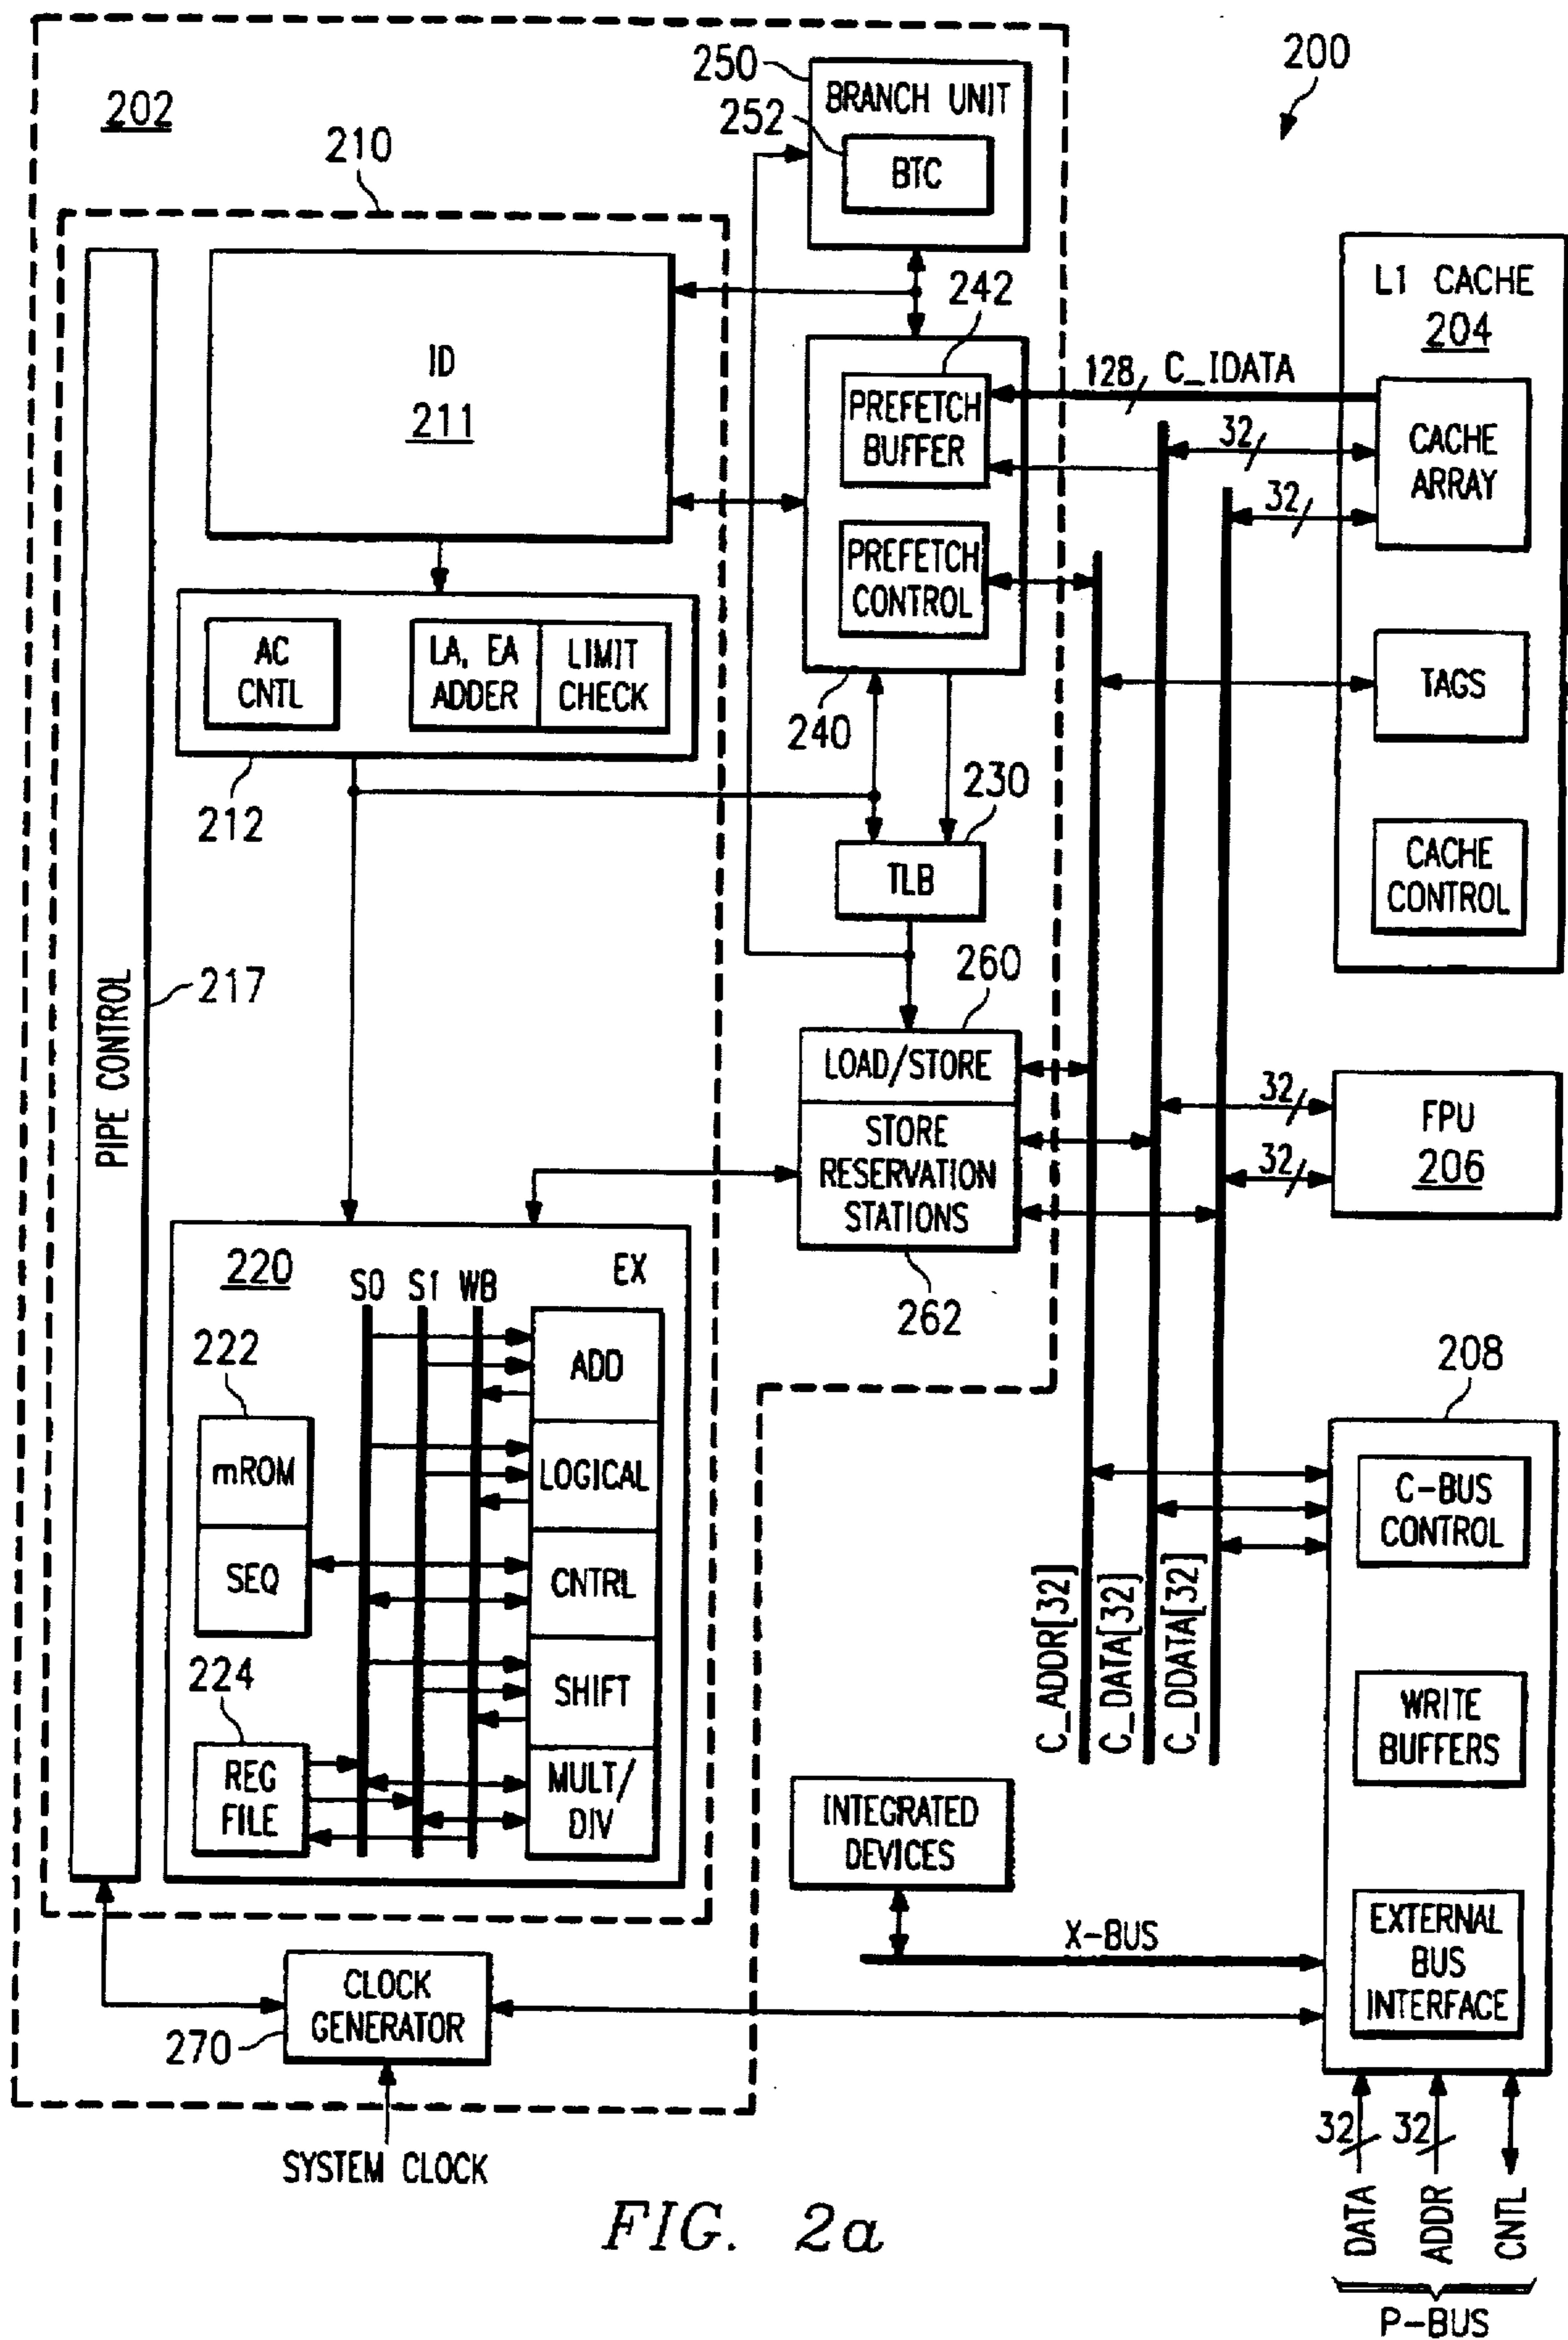 200
202
210
250
BRANCH UNIT
252
BTC
ID
211
242
PREFETCH
BUFFER
PREFETCH
CONTROL
240
128
C_IDATA
32
32
L1 CACHE
204
CACHE
ARRAY
TAGS
CACHE
CONTROL
AC
CNTL
LA, EA
ADDER
LIMIT
CHECK
212
230
TLB
PIPE CONTROL
217
260
LOAD/STORE
STORE
RESERVATION
STATIONS
262
32
32
FPU
206
220
EX
S0 S1 WB
222
mROM
SEQ
224
REG
FILE
ADD
LOGICAL
CNTRL
SHIFT
MULT/
DIV
C_ADDR[32]
C_DATA[32]
C_DDATA[32]
208
C-BUS
CONTROL
WRITE
BUFFERS
EXTERNAL
BUS
INTERFACE
INTEGRATED
DEVICES
X-BUS
CLOCK
GENERATOR
270
SYSTEM CLOCK
32
32
DATA
ADDR
CNTL
P-BUS
FIG. 2a